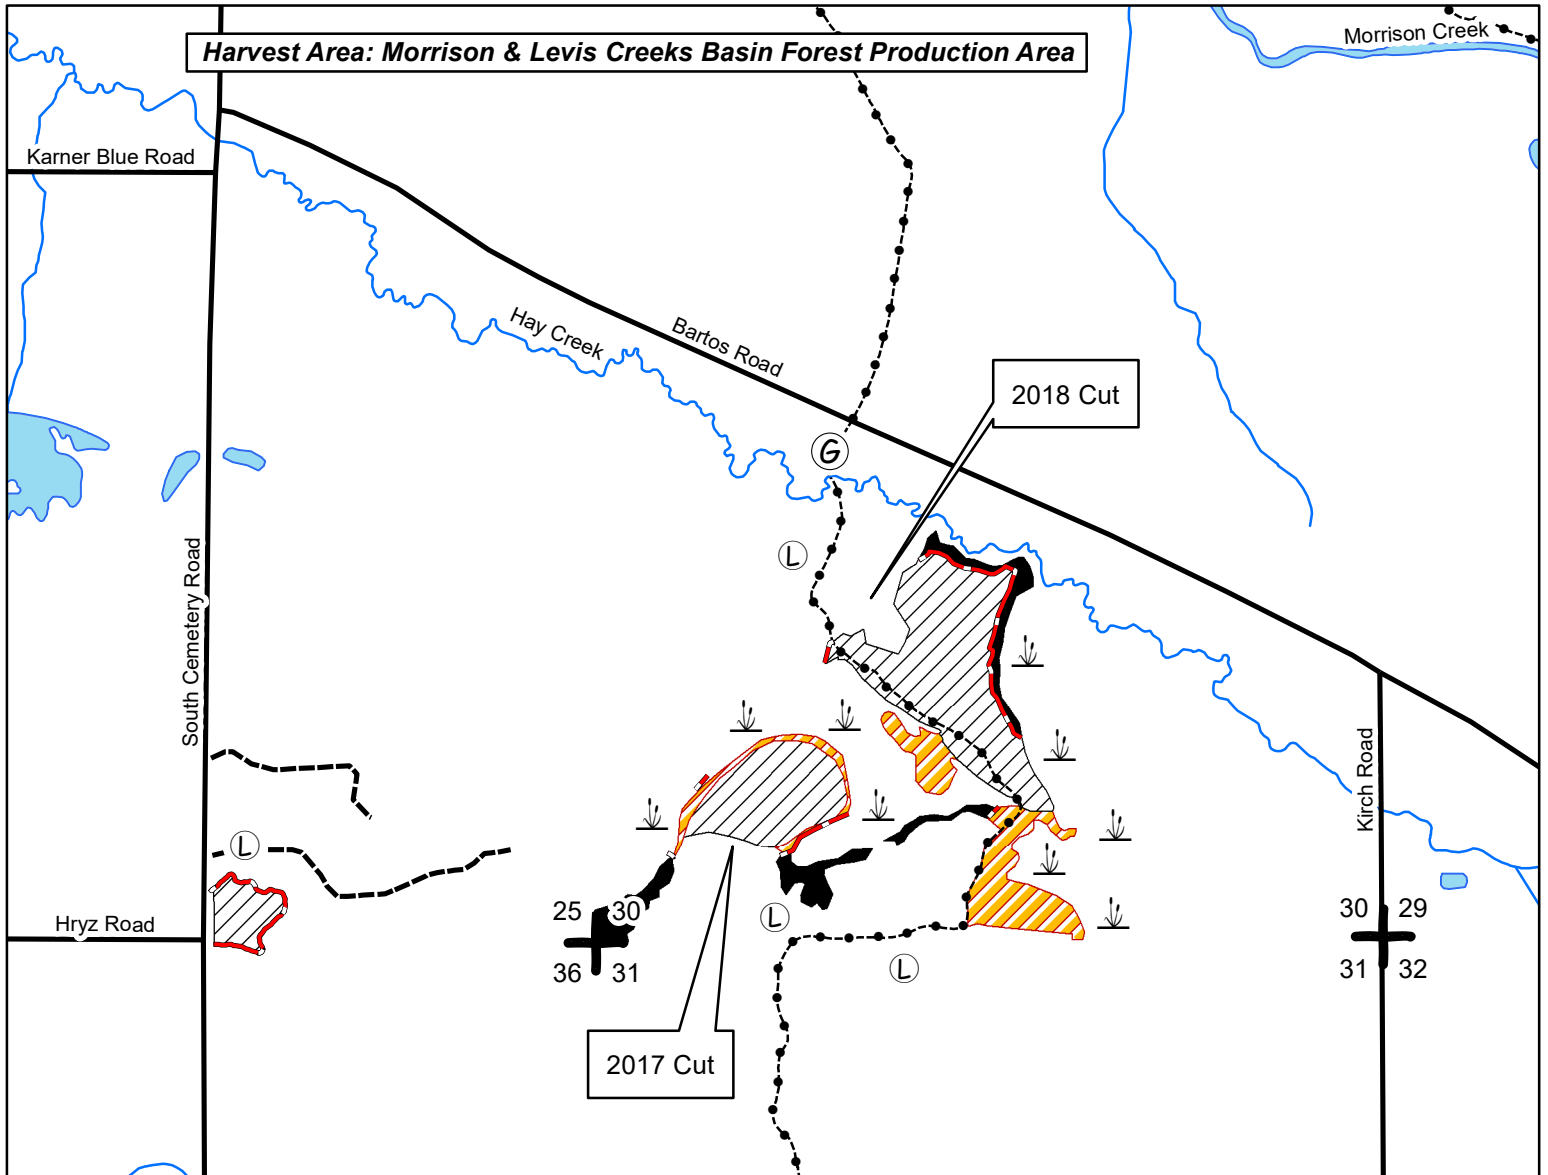 Harvest Area: Morrison & Levis Creeks Basin Forest Production Area
Morrison Creek
Karner Blue Road
Hay Creek
Bartos Road
2018 Cut
G
L
South Cemetery Road
Kirch Road
L
Hryz Road
25 30
36 31
L
L
30 29
31 32
2017 Cut